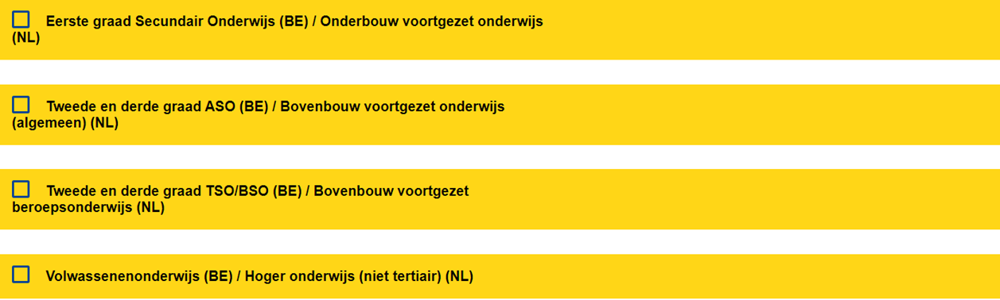 Eerste graad Secundair Onderwijs (BE) / Onderbouw voortgezet onderwijs
(NL)
Tweede en derde graad ASO (BE) / Bovenbouw voortgezet onderwijs
(algemeen) (NL)
Tweede en derde graad TSO/BSO (BE) / Bovenbouw voortgezet
beroepsonderwijs (NL)
Volwassenenonderwijs (BE) / Hoger onderwijs (niet tertiair) (NL)